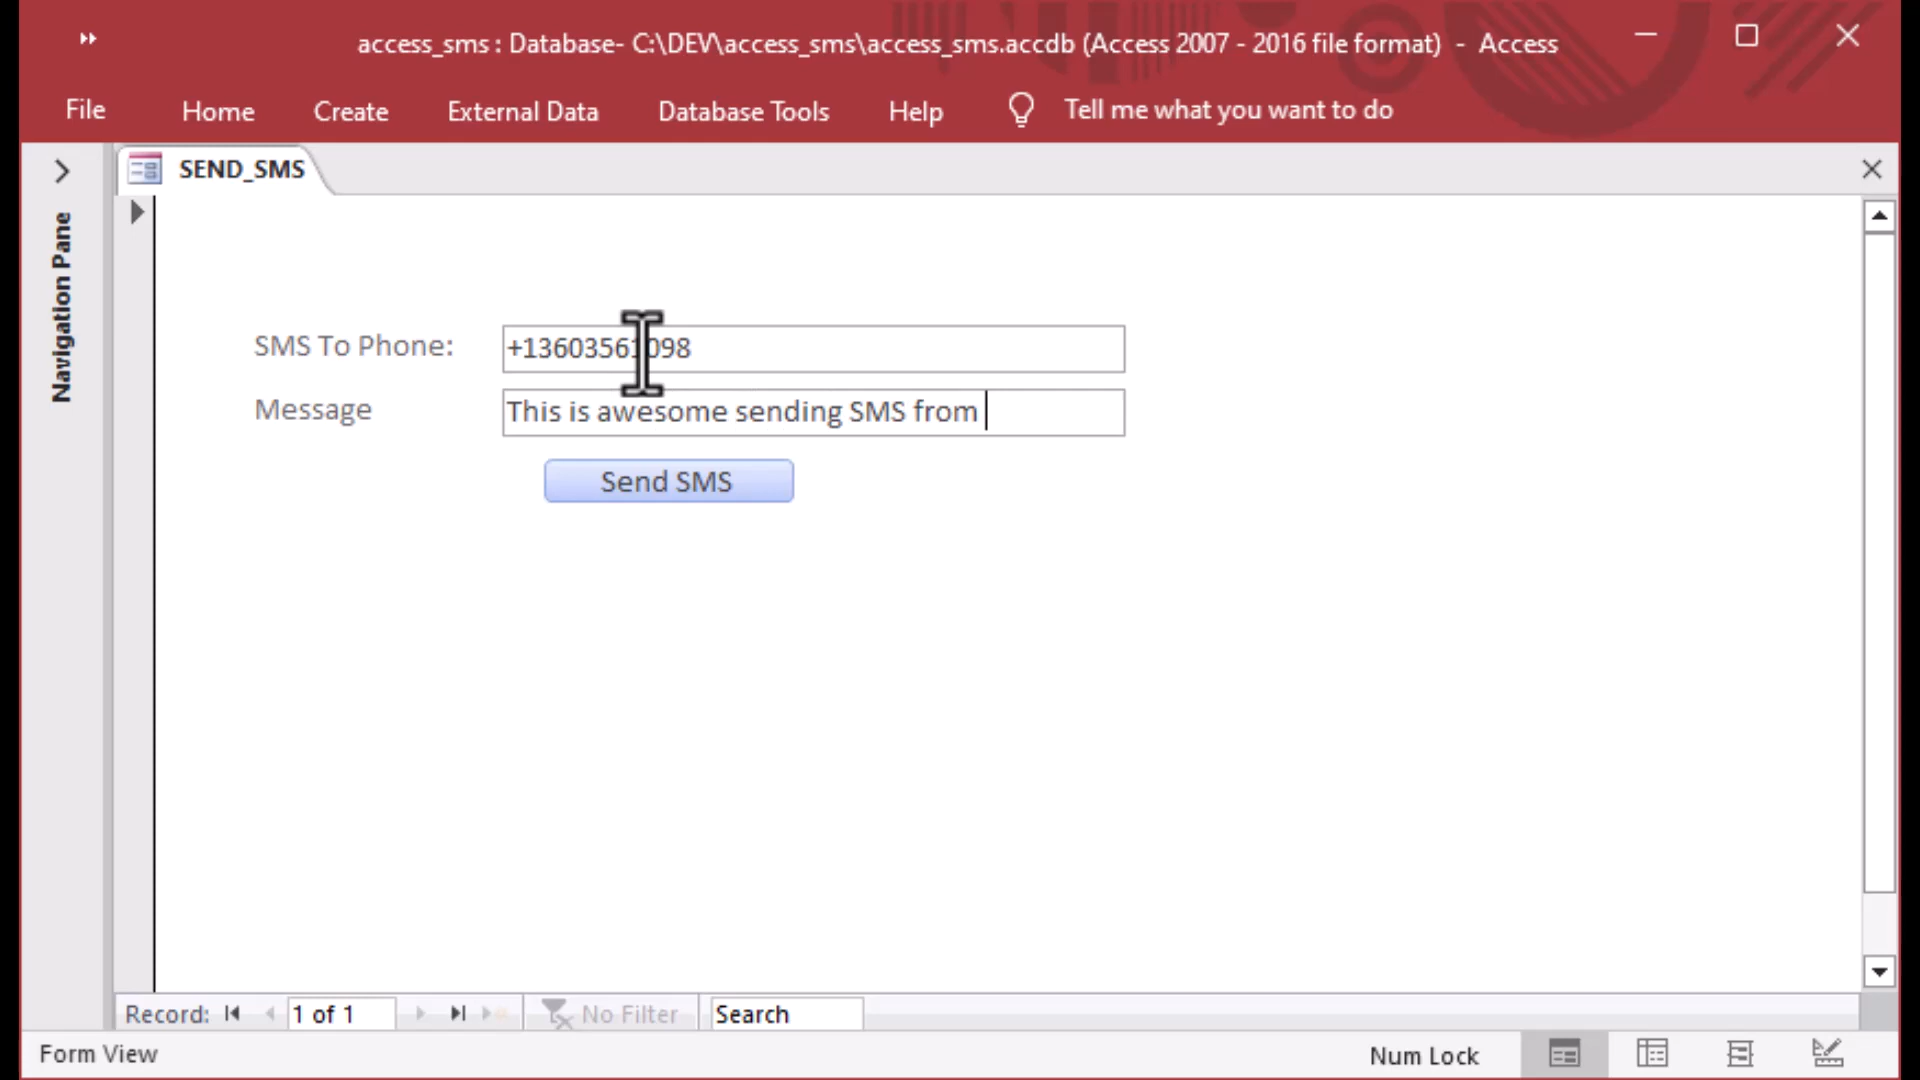 access_sms : Database- C:\DEV\access_sms\access_sms.accdb (Access 2007 - 2016 file format) - Access
File Home Create External Data Database Tools Help Tell me what you want to do
SEND_SMS
Navigation Pane
SMS To Phone: +13603561098
Message This is awesome sending SMS from
Send SMS
Record: 1 of 1 No Filter Search
Form View Num Lock